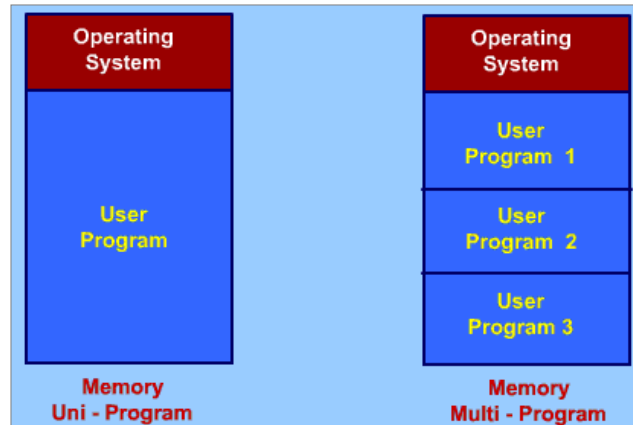 Operating
System
User
Program
Memory
Uni - Program
Operating
System
User
Program 1
User
Program 2
User
Program 3
Memory
Multi - Program